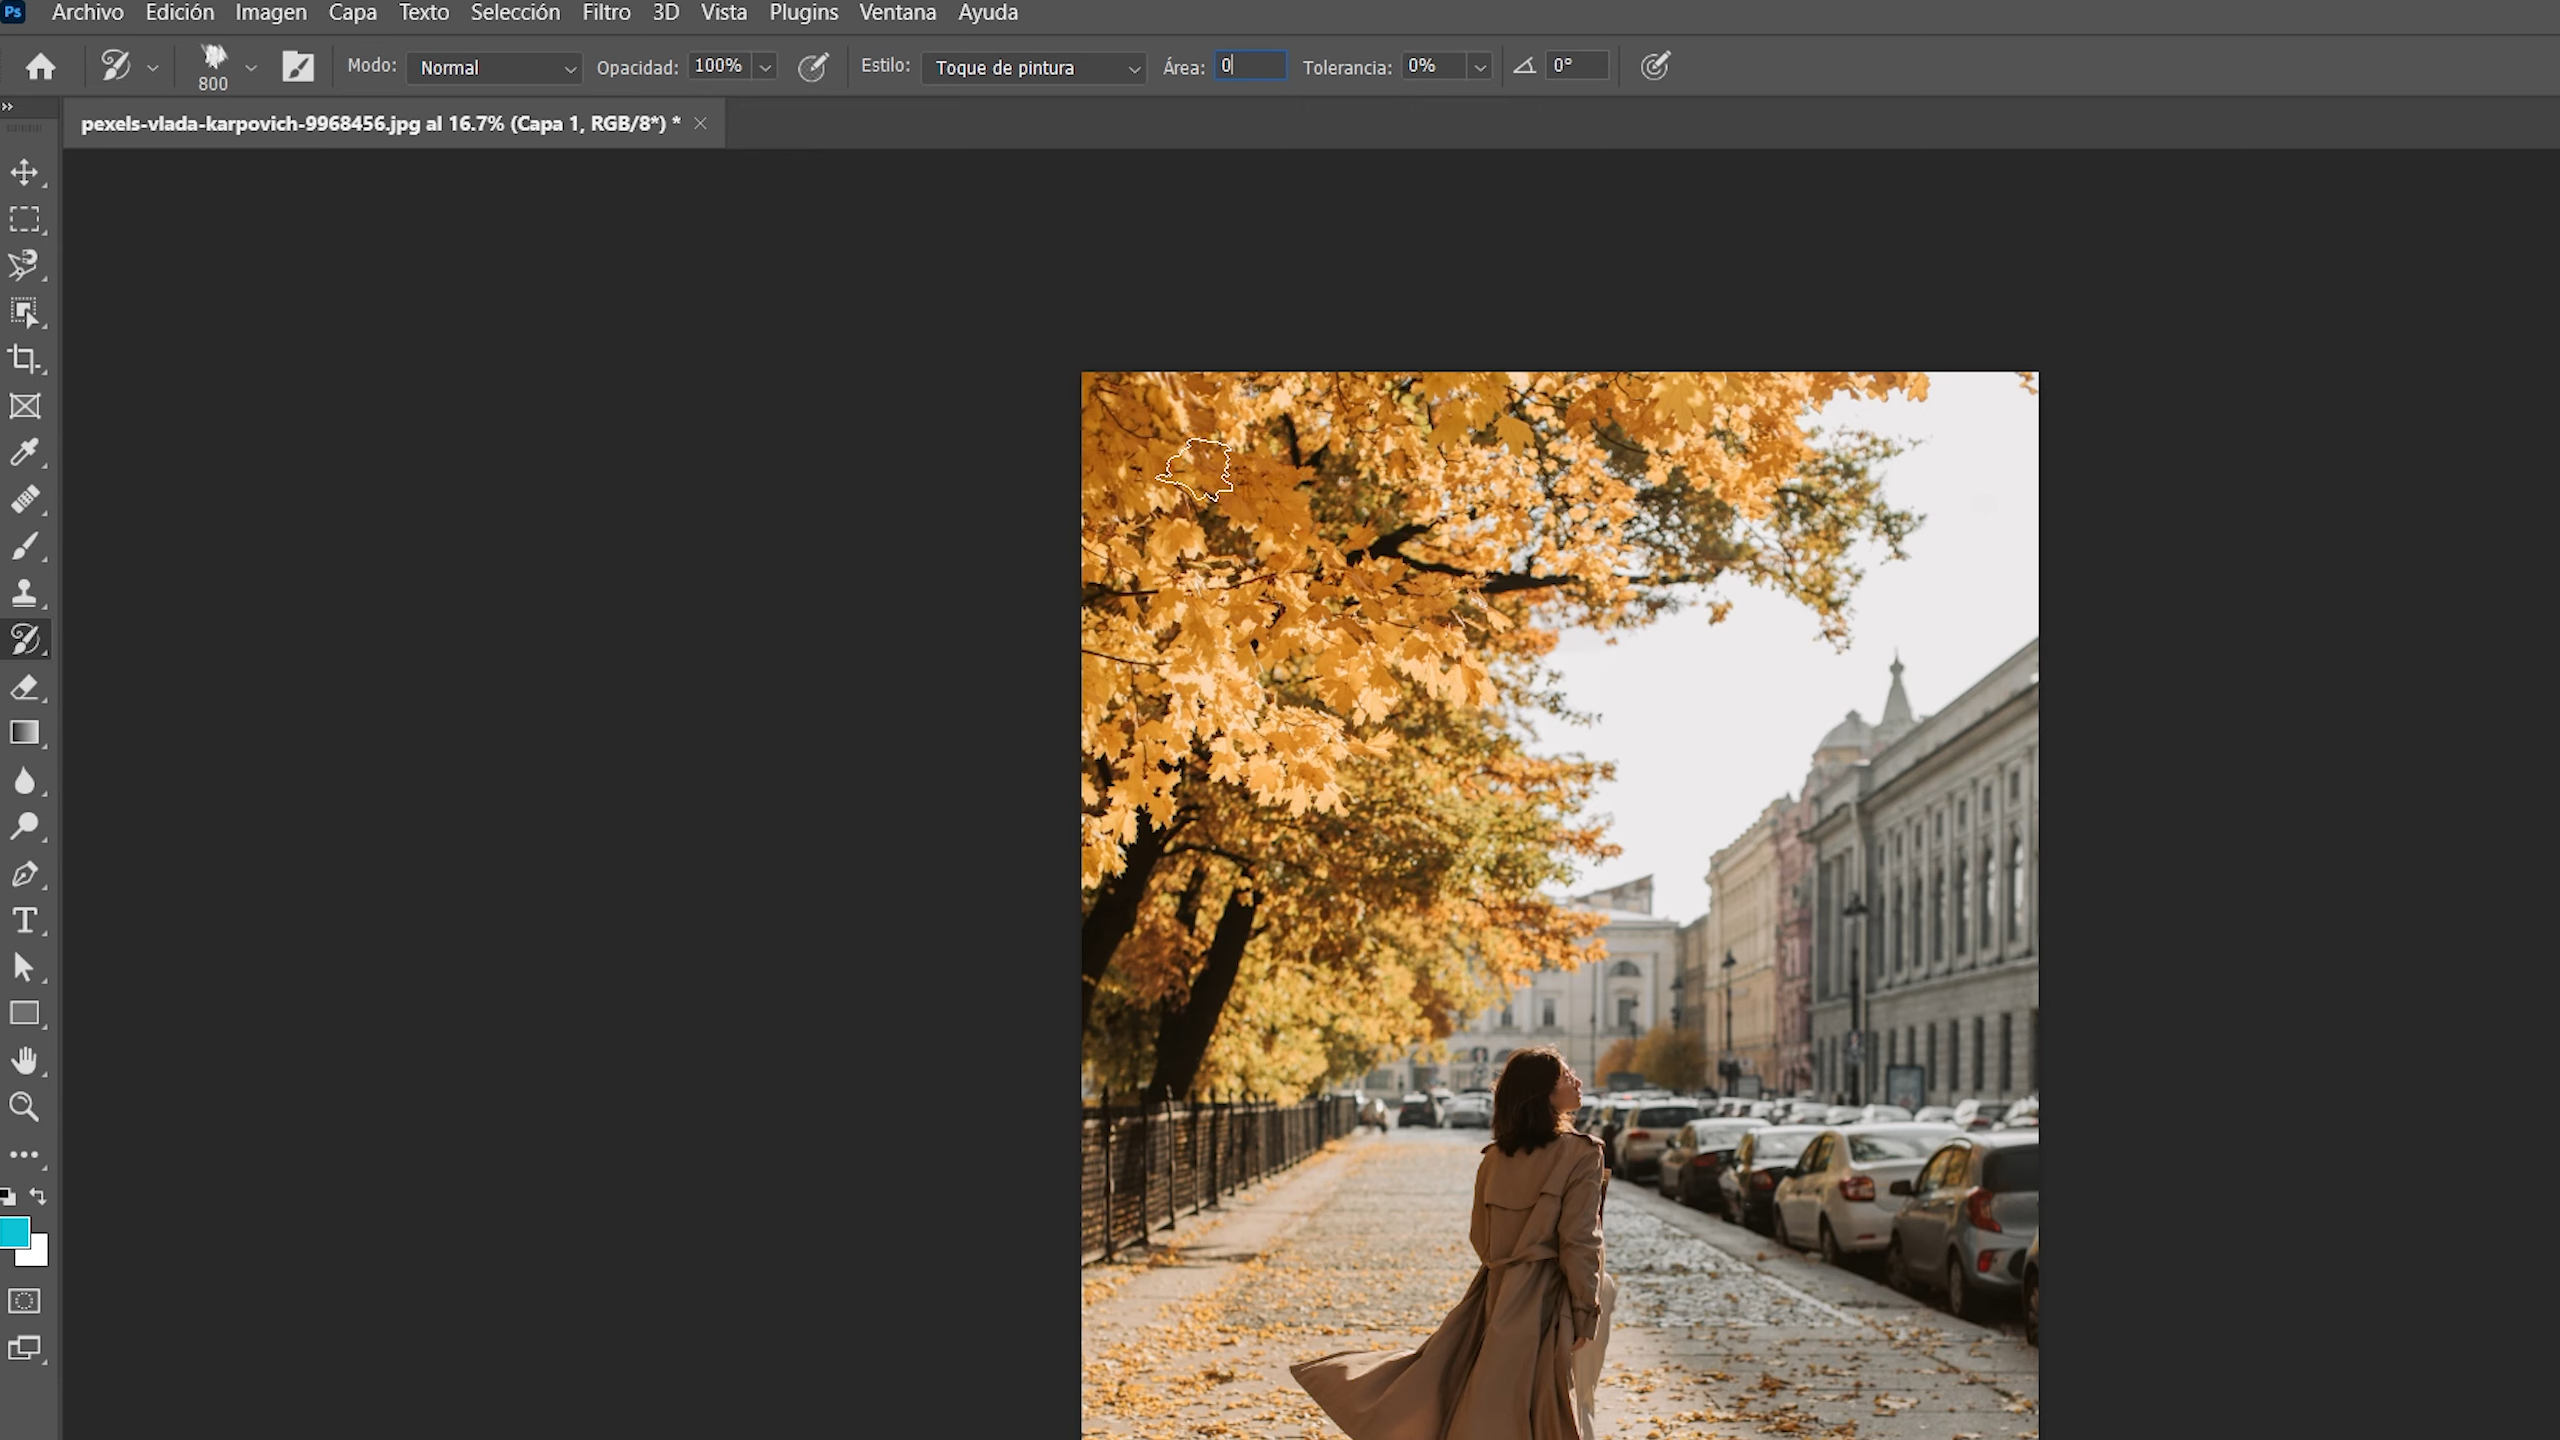 Ps Archivo Edición Imagen Capa Texto Selección Filtro 3D Vista Plugins Ventana Ayuda
800 Modo: Normal Opacidad: 100% Estilo: Toque de pintura Área: 0 Tolerancia: 0% 0°
pexels-vlada-karpovich-9968456.jpg al 16.7% (Capa 1, RGB/8*) *